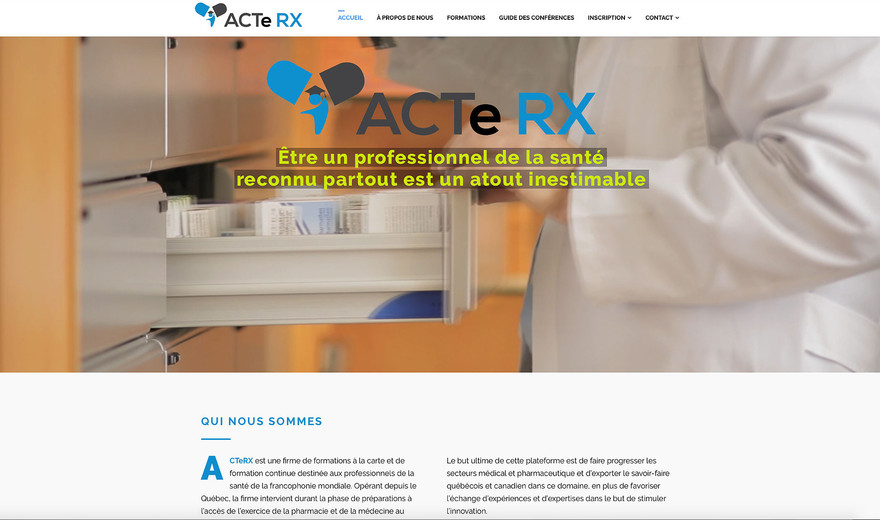 ACTe RX
ACCUEIL À PROPOS DE NOUS FORMATIONS GUIDE DES CONFÉRENCES INSCRIPTION CONTACT
ACTe RX
Être un professionnel de la santé
reconnu partout est un atout inestimable
QUI NOUS SOMMES
ACTeRX est une firme de formations à la carte et de
formation continue destinée aux professionnels de la
santé de la francophonie mondiale. Opérant depuis le
Québec, la firme intervient durant la phase de préparations à
l'accès de l'exercice de la pharmacie et de la médecine au
Le but ultime de cette plateforme est de faire progresser les
secteurs médical et pharmaceutique et d'exporter le savoir-faire
québécois et canadien dans ce domaine, en plus de favoriser
l'échange d'expériences et d'expertises dans le but de stimuler
l'innovation.